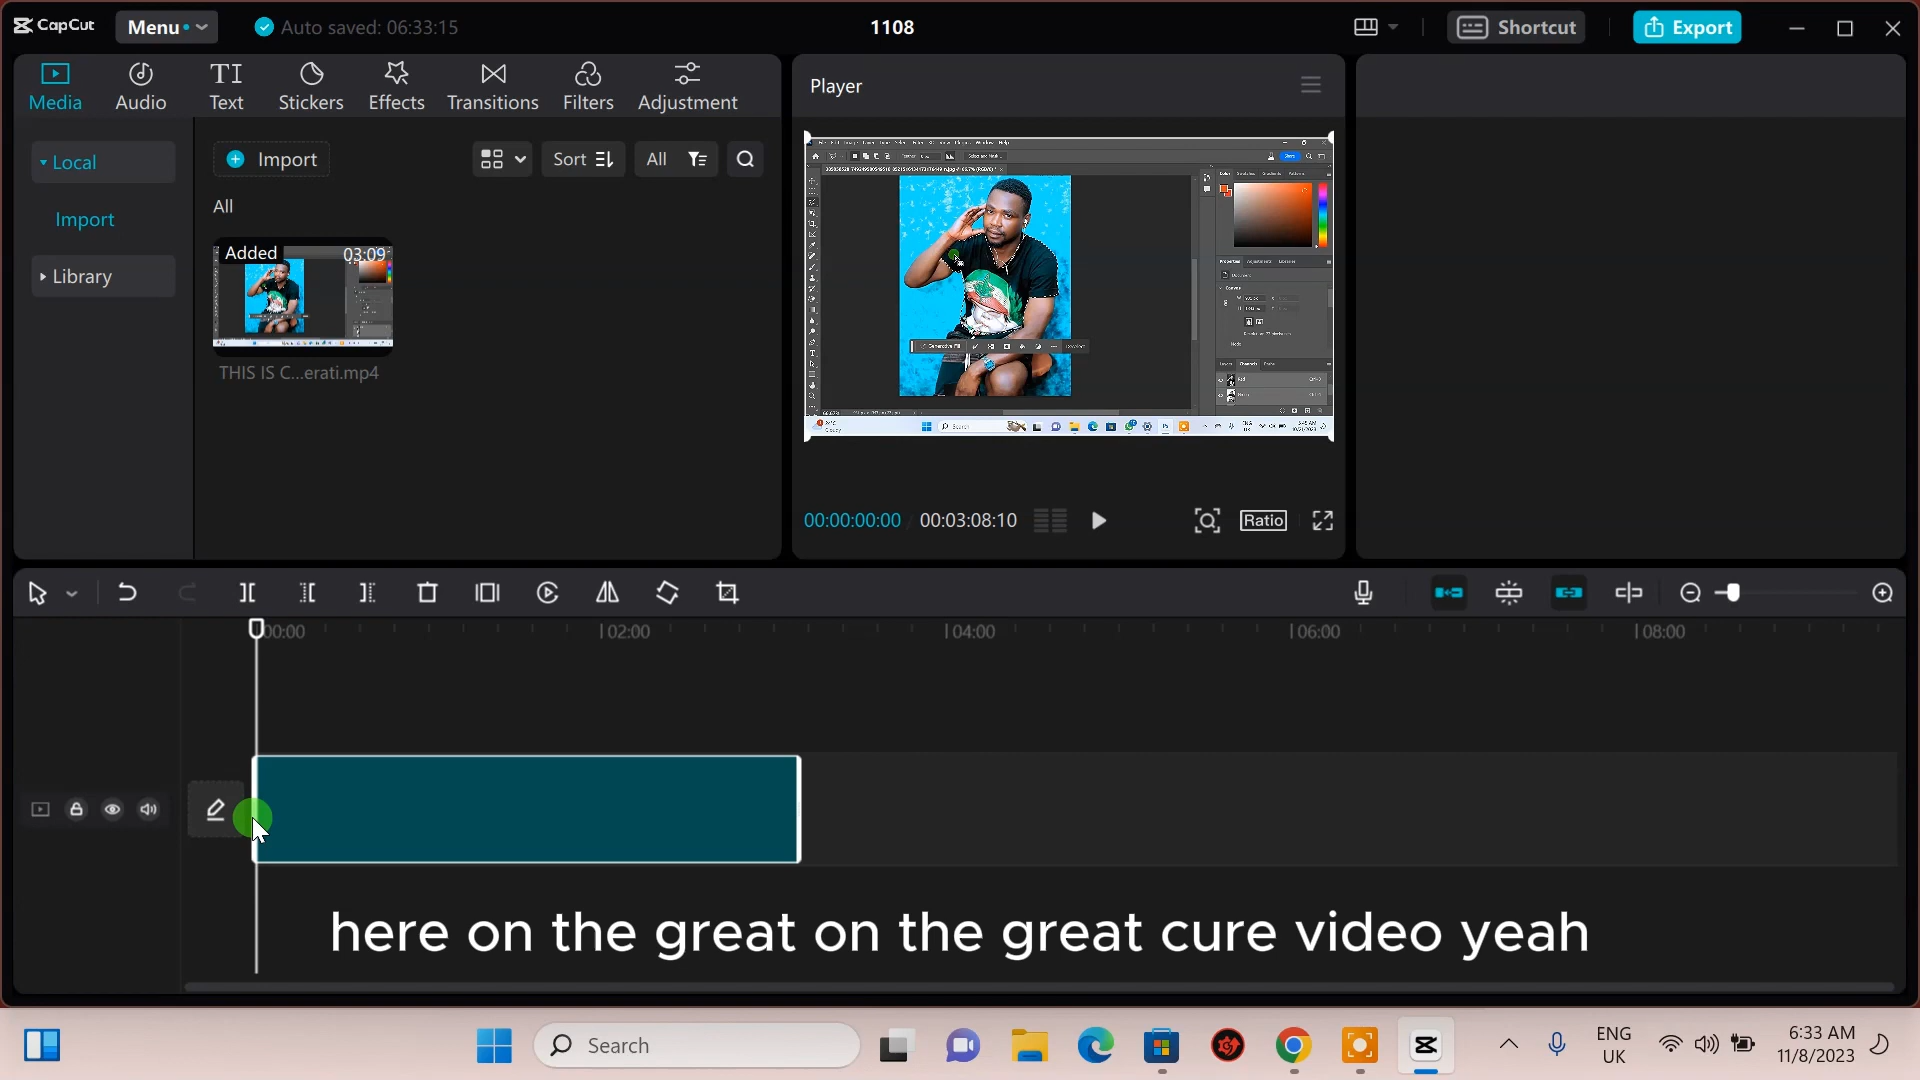 CapCut
Menu
Auto saved: 06:33:15
1108
Shortcut
Export
Media
Audio
TI
Text
Stickers
Effects
Transitions
Filters
Adjustment
Player
Local
Import
Library
Import
Sort
All
All
Added
03:09
THIS IS C...erati.mp4
00:00:00:00
00:03:08:10
Ratio
00:00
02:00
04:00
06:00
08:00
here on the great on the great cure video yeah
Search
ENG
UK
6:33 AM
11/8/2023